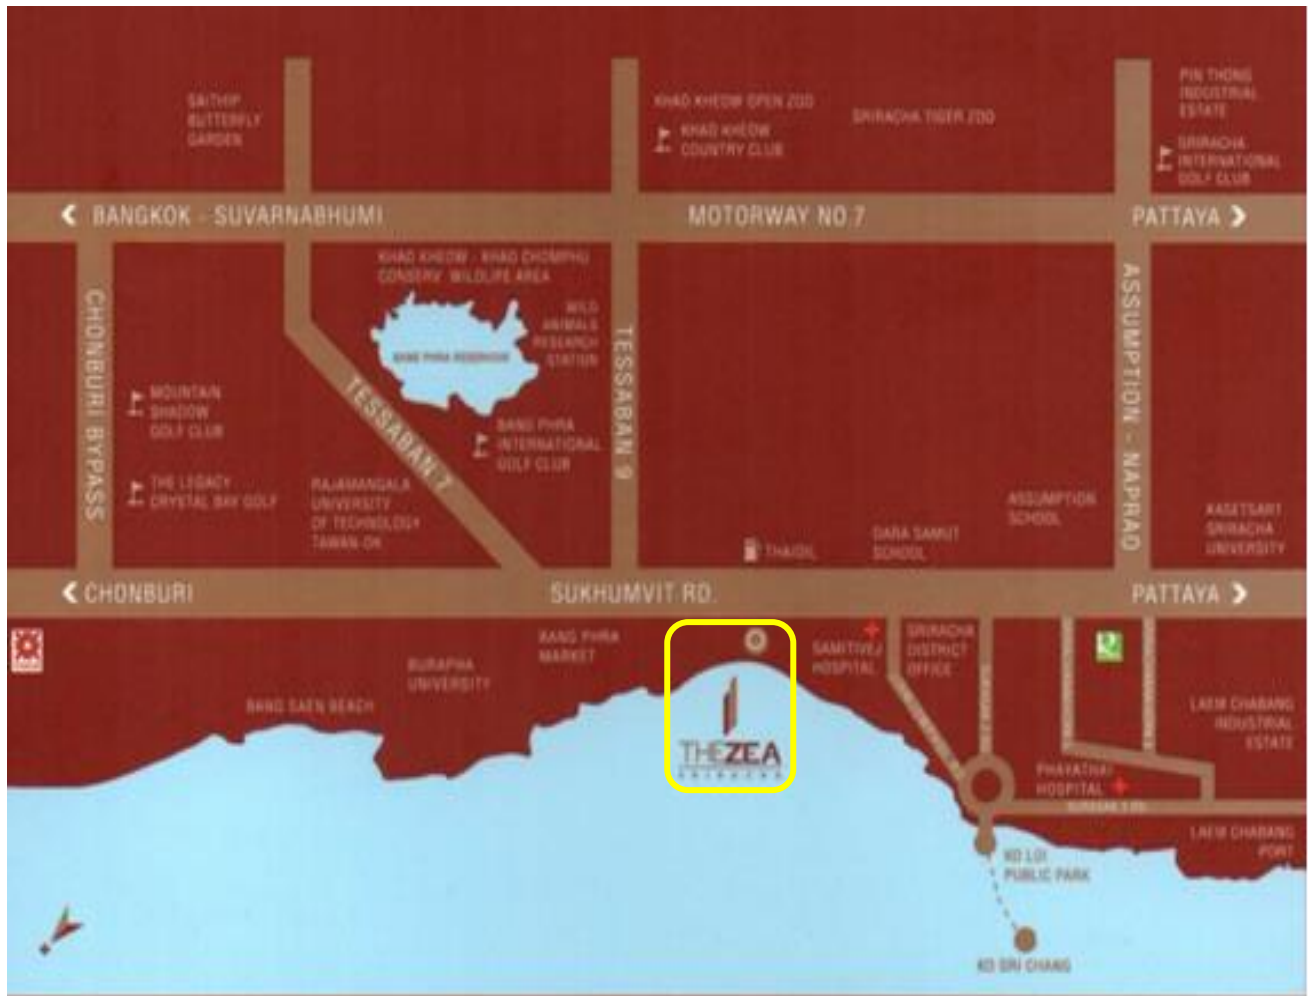 SAITHIP
BUTTERFLY
GARDEN
KHAO KHEOW OPEN ZOO
KHAO KHEOW
COUNTRY CLUB
SRIRACHA TIGER ZOO
PIN THONG
INDUSTRIAL
ESTATE
SRIRACHA
INTERNATIONAL
GOLF CLUB
BANGKOK - SUVARNABHUMI
MOTORWAY NO 7
PATTAYA
KHAO KHEOW - KHAO CHOMPHU
CONSERV. WILDLIFE AREA
WILD
ANIMALS
RESEARCH
STATION
BANG PHRA RESERVOIR
CHONBURI BYPASS
TESSABAN 7
TESSABAN 9
ASSUMPTION - NAPRAO
MOUNTAIN
SHADOW
GOLF CLUB
BANG PHRA
INTERNATIONAL
GOLF CLUB
THE LEGACY
CRYSTAL BAY GOLF
RAJAMANGALA
UNIVERSITY
OF TECHNOLOGY
TAWAN-OK
THAIOIL
DARA SAMUT
SCHOOL
ASSUMPTION
SCHOOL
KASETSART
SRIRACHA
UNIVERSITY
CHONBURI
SUKHUMVIT RD.
PATTAYA
BANG PHRA
MARKET
BURAPHA
UNIVERSITY
BANG SAEN BEACH
SAMITIVEJ
HOSPITAL
SRIRACHA
DISTRICT
OFFICE
THEZEA
SRIRACHA
LAEM CHABANG
INDUSTRIAL
ESTATE
PHAYATHAI
HOSPITAL
LAEM CHABANG
PORT
KO LOI
PUBLIC PARK
KO SRI CHANG